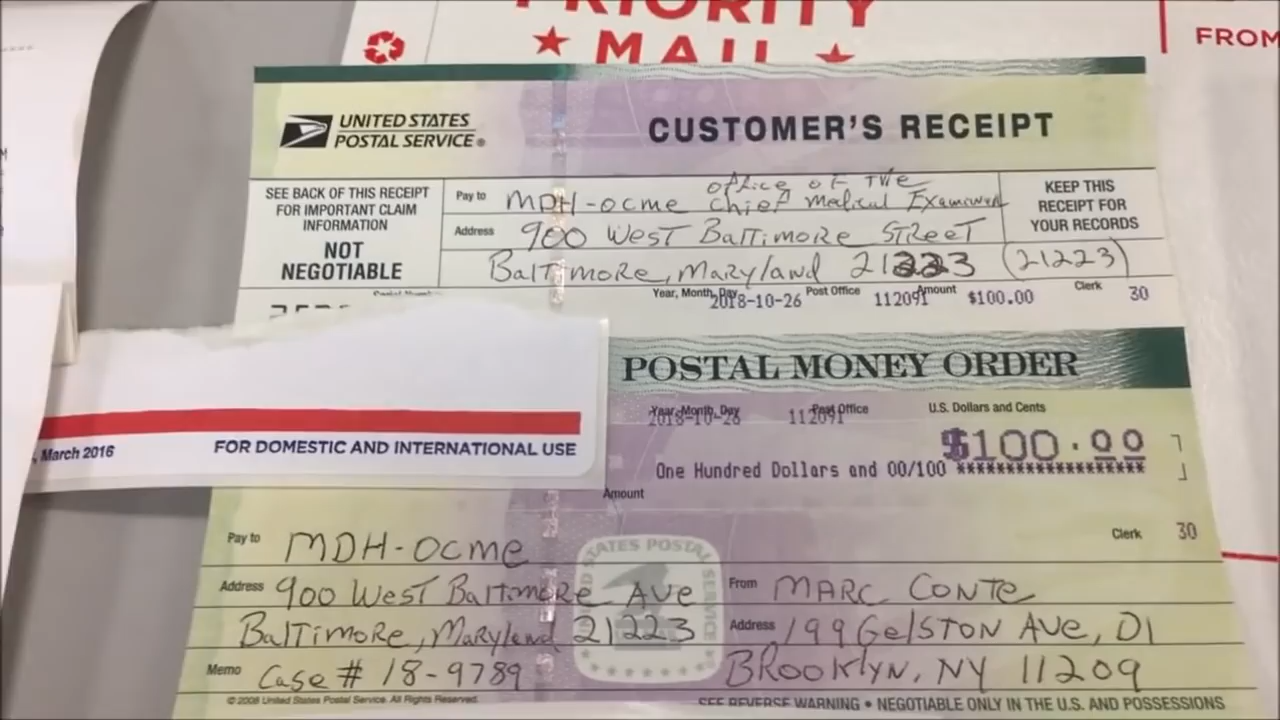 PRIORITY
★ MAIL ★
FROM
UNITED STATES
POSTAL SERVICE®
CUSTOMER'S RECEIPT
SEE BACK OF THIS RECEIPT
FOR IMPORTANT CLAIM
INFORMATION
NOT
NEGOTIABLE
Pay to MDH-OCME Office of The Chief Medical Examiner
Address 900 West Baltimore Street
Baltimore, Maryland 21223 (21223)
KEEP THIS
RECEIPT FOR
YOUR RECORDS
Year, Month, Day 2018-10-26 Post Office 112091 Amount $100.00 Clerk 30
POSTAL MONEY ORDER
Year, Month, Day 2018-10-26 Post Office 112091 U.S. Dollars and Cents
$100.00
One Hundred Dollars and 00/100 *********************
Amount
, March 2016 FOR DOMESTIC AND INTERNATIONAL USE
Clerk 30
Pay to MDH-OCME
Address 900 West Baltimore Ave
Baltimore, Maryland 21223
Memo Case # 18-9789
From Marc Conte
Address 199 Gelston Ave, D1
Brooklyn, NY 11209
© 2008 United States Postal Service. All Rights Reserved.
SEE REVERSE WARNING • NEGOTIABLE ONLY IN THE U.S. AND POSSESSIONS